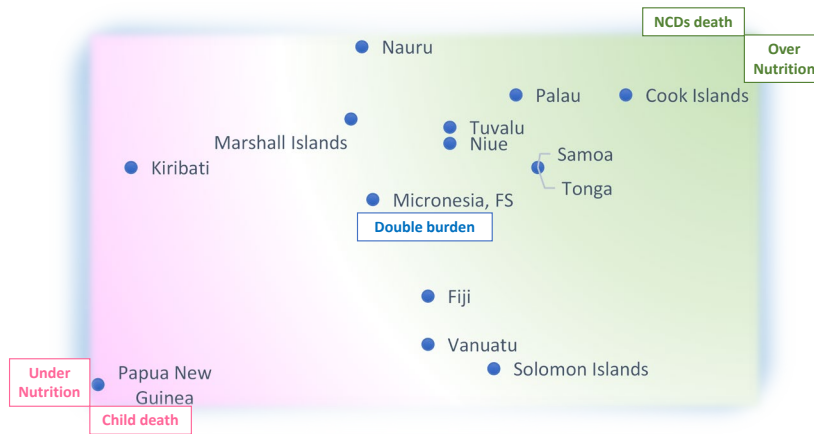 NCDs death
Over
Nutrition
Nauru
Palau
Cook Islands
Tuvalu
Marshall Islands
Niue
Samoa
Kiribati
Tonga
Micronesia, FS
Double burden
Fiji
Vanuatu
Solomon Islands
Under
Nutrition
Papua New
Guinea
Child death